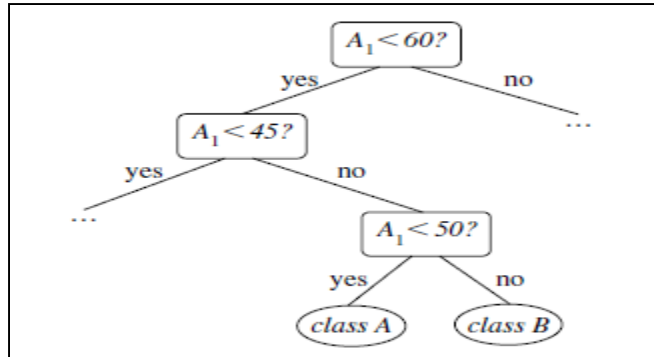 A₁ < 60?
yes
no
A₁ < 45?
...
yes
no
...
A₁ < 50?
yes
no
class A
class B